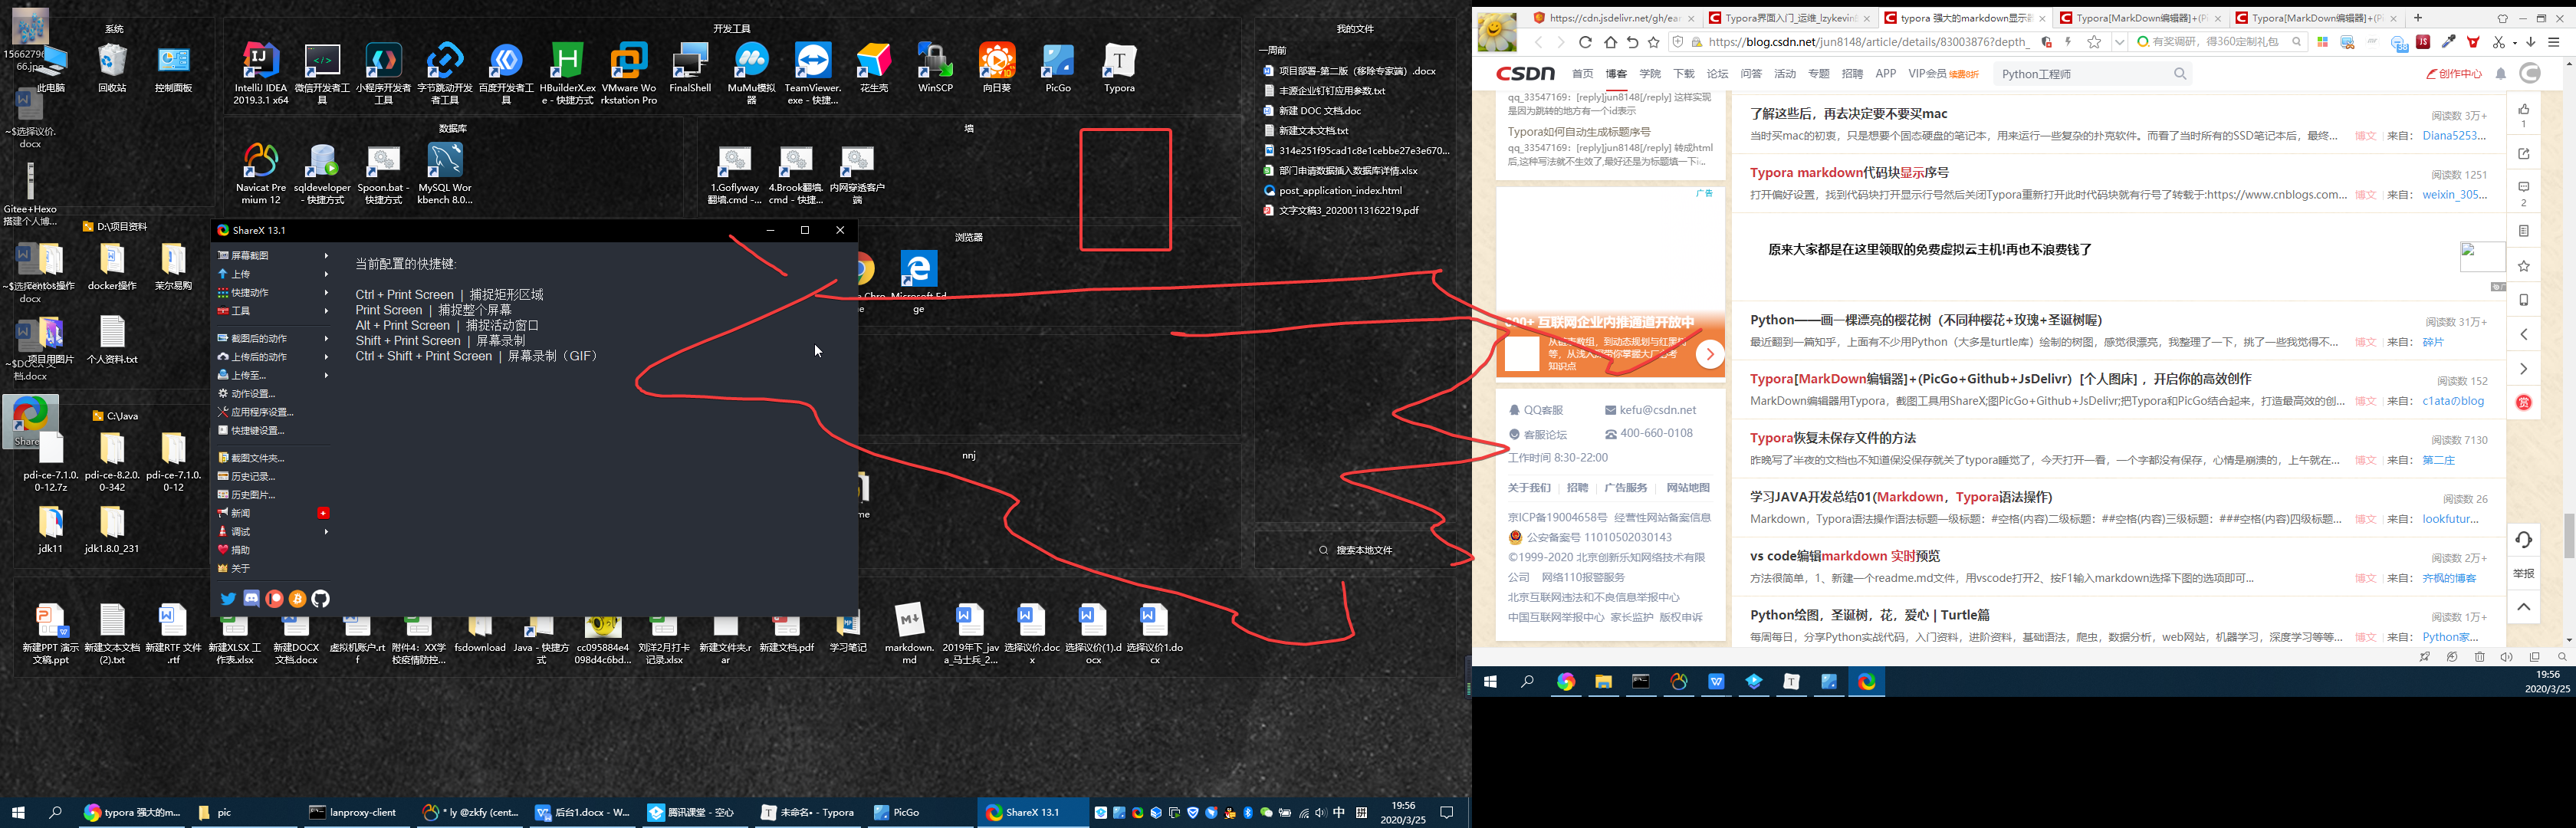 系统
15662796
66.jpg
此电脑
回收站
控制面板
~$选择议价.
docx
Gitee+Hexo
搭建个人博...
开发工具
IntelliJ IDEA
2019.3.1 x64
微信开发者工
具
小程序开发者
工具
字节跳动开发
者工具
百度开发者工
具
HBuilderX.ex
e - 快捷方式
VMware Wo
rkstation Pro
FinalShell
MuMu模拟
器
TeamViewer.
exe - 快捷...
花生壳
WinSCP
向日葵
PicGo
Typora
数据库
Navicat Pre
mium 12
sqldeveloper
- 快捷方式
Spoon.bat -
快捷方式
MySQL Wor
kbench 8.0...
墙
1.Goflyway
翻墙.cmd -...
4.Brook翻墙.
cmd - 快捷...
内网穿透客户
端
我的文件
一周前
项目部署-第二版（移除专家端）.docx
丰源企业钉钉应用参数.txt
新建 DOC 文档.doc
新建文本文档.txt
314e251f95cad1c8e1cebbe27e3e670...
部门申请数据插入数据库详情.xlsx
post_application_index.html
文字文稿3_20200113162219.pdf
搜索本地文件
D:\项目资料
centos操作
docker操作
茉尔易购
项目用图片
个人资料.txt
C:\Java
ShareX
pdi-ce-7.1.0.
0-12.7z
pdi-ce-8.2.0.
0-342
pdi-ce-7.1.0.
0-12
jdk11
jdk1.8.0_231
浏览器
Microsoft Ed
ge
nnj
ShareX 13.1
屏幕截图
上传
快捷动作
工具
截图后的动作
上传后的动作
上传至...
动作设置...
应用程序设置...
快捷键设置...
截图文件夹...
历史记录...
历史图片...
新闻
调试
捐助
关于
当前配置的快捷键:
Ctrl + Print Screen | 捕捉矩形区域
Print Screen | 捕捉整个屏幕
Alt + Print Screen | 捕捉活动窗口
Shift + Print Screen | 屏幕录制
Ctrl + Shift + Print Screen | 屏幕录制（GIF）
新建PPT 演示
文稿.ppt
新建文本文档
(2).txt
新建RTF 文件
.rtf
新建XLSX 工
作表.xlsx
新建DOCX
文档.docx
虚拟机账户.rt
f
附件4：XX学
校疫情防控...
fsdownload
Java - 快捷方
式
cc095884e4
098d4c6bd...
刘洋2月打卡
记录.xlsx
新建文件夹.r
ar
新建文档.pdf
学习笔记
markdown.
md
2019年下_java
_马士兵_2...
选择议价.doc
x
选择议价(1).d
ocx
选择议价1.do
cx
typora 强大的m...
pic
lanproxy-client
* ly @zkfy (cent...
后台1.docx - W...
腾讯课堂 - 空心
未命名• - Typora
PicGo
ShareX 13.1
中
19:56
2020/3/25
https://cdn.jsdelivr.net/gh/ear
Typora界面入门_运维_lzykevin的
typora 强大的markdown显示器
Typora[MarkDown编辑器]+(Pi
Typora[MarkDown编辑器]+(Pi
https://blog.csdn.net/jun8148/article/details/83003876?depth_
有奖调研，得360定制礼包
CSDN
首页 博客 学院 下载 论坛 问答 活动 专题 招聘 APP VIP会员 续费8折
Python工程师
创作中心
qq_33547169：[reply]jun8148[/reply] 这样实现
是因为跳转的地方有一个id表示
Typora如何自动生成标题序号
qq_33547169：[reply]jun8148[/reply] 转成html
后,这种写法就不生效了,最好还是为标题填一下i..
广告
互联网企业内推通道开放中
知识点
QQ客服
kefu@csdn.net
客服论坛
400-660-0108
工作时间 8:30-22:00
关于我们 招聘 广告服务 网站地图
京ICP备19004658号 经营性网站备案信息
公安备案号 11010502030143
©1999-2020 北京创新乐知网络技术有限
公司 网络110报警服务
北京互联网违法和不良信息举报中心
中国互联网举报中心 家长监护 版权申诉
了解这些后，再去决定要不要买mac
阅读数 3万+
当时买mac的初衷，只是想要个固态硬盘的笔记本，用来运行一些复杂的扑克软件。而看了当时所有的SSD笔记本后，最终...
博文 来自： Diana5253...
Typora markdown代码块显示序号
阅读数 1251
打开偏好设置，找到代码块打开显示行号然后关闭Typora重新打开此时代码块就有行号了转载于:https://www.cnblogs.com...
博文 来自： weixin_305...
原来大家都是在这里领取的免费虚拟云主机!再也不浪费钱了
Python——画一棵漂亮的樱花树（不同种樱花+玫瑰+圣诞树喔）
阅读数 31万+
最近翻到一篇知乎，上面有不少用Python（大多是turtle库）绘制的树图，感觉很漂亮，我整理了一下，挑了一些我觉得不...
博文 来自： 碎片
Typora[MarkDown编辑器]+(PicGo+Github+JsDelivr)［个人图床］，开启你的高效创作
阅读数 152
MarkDown编辑器用Typora，截图工具用ShareX;图PicGo+Github+JsDelivr;把Typora和PicGo结合起来，打造最高效的创...
博文 来自： c1ata的blog
Typora恢复未保存文件的方法
阅读数 7130
昨晚写了半夜的文档也不知道保没保存就关了typora睡觉了，今天打开一看，一个字都没有保存，心情是崩溃的，上午就在...
博文 来自： 第二庄
学习JAVA开发总结01(Markdown，Typora语法操作)
阅读数 26
Markdown，Typora语法操作语法标题一级标题：#空格(内容)二级标题：##空格(内容)三级标题：###空格(内容)四级标题...
博文 来自： lookfutur...
vs code编辑markdown 实时预览
阅读数 2万+
方法很简单，1、新建一个readme.md文件，用vscode打开2、按F1输入markdown选择下图的选项即可...
博文 来自： 齐枫的博客
Python绘图，圣诞树，花，爱心 | Turtle篇
阅读数 1万+
每周每日，分享Python实战代码，入门资料，进阶资料，基础语法，爬虫，数据分析，web网站，机器学习，深度学习等等...
博文 来自： Python家...
1
2
赏
举报
19:56
2020/3/25